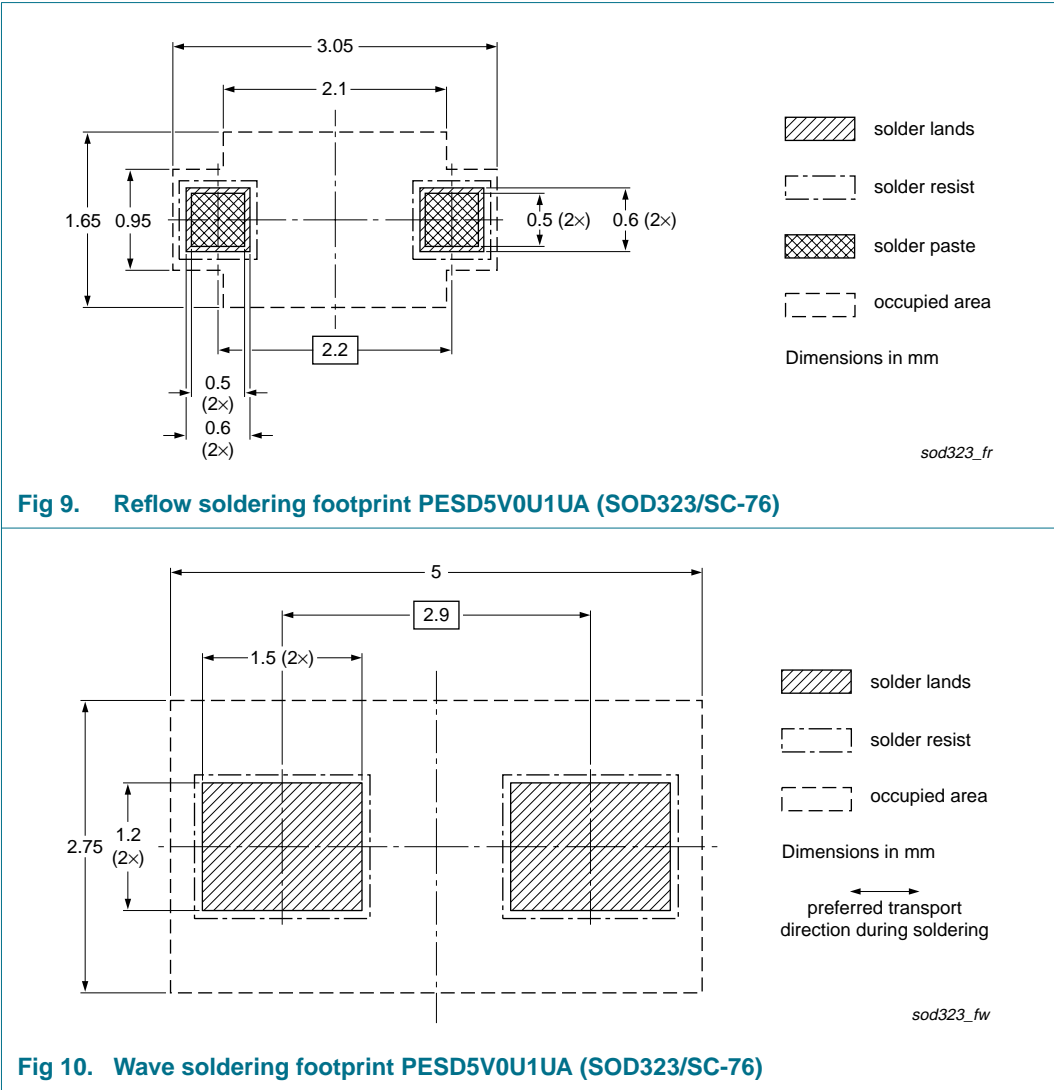 3.05
2.1
solder lands
solder resist
1.65 0.95
0.5 (2×) 0.6 (2×)
solder paste
occupied area
2.2
Dimensions in mm
0.5
(2×)
0.6
(2×)
sod323_fr
Fig 9. Reflow soldering footprint PESD5V0U1UA (SOD323/SC-76)
5
2.9
1.5 (2×)
solder lands
solder resist
occupied area
2.75
1.2
(2×)
Dimensions in mm
preferred transport
direction during soldering
sod323_fw
Fig 10. Wave soldering footprint PESD5V0U1UA (SOD323/SC-76)